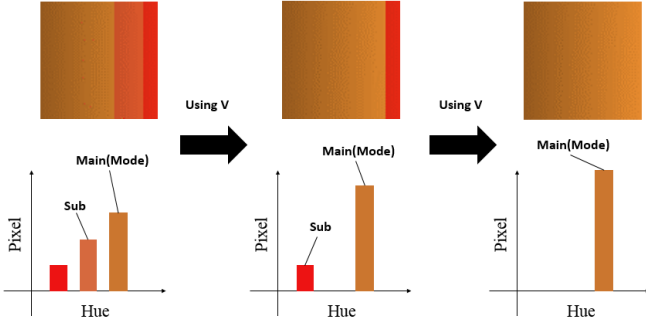 Using V
Using V
Main(Mode)
Sub
Pixel
Hue
Main(Mode)
Sub
Pixel
Hue
Main(Mode)
Pixel
Hue